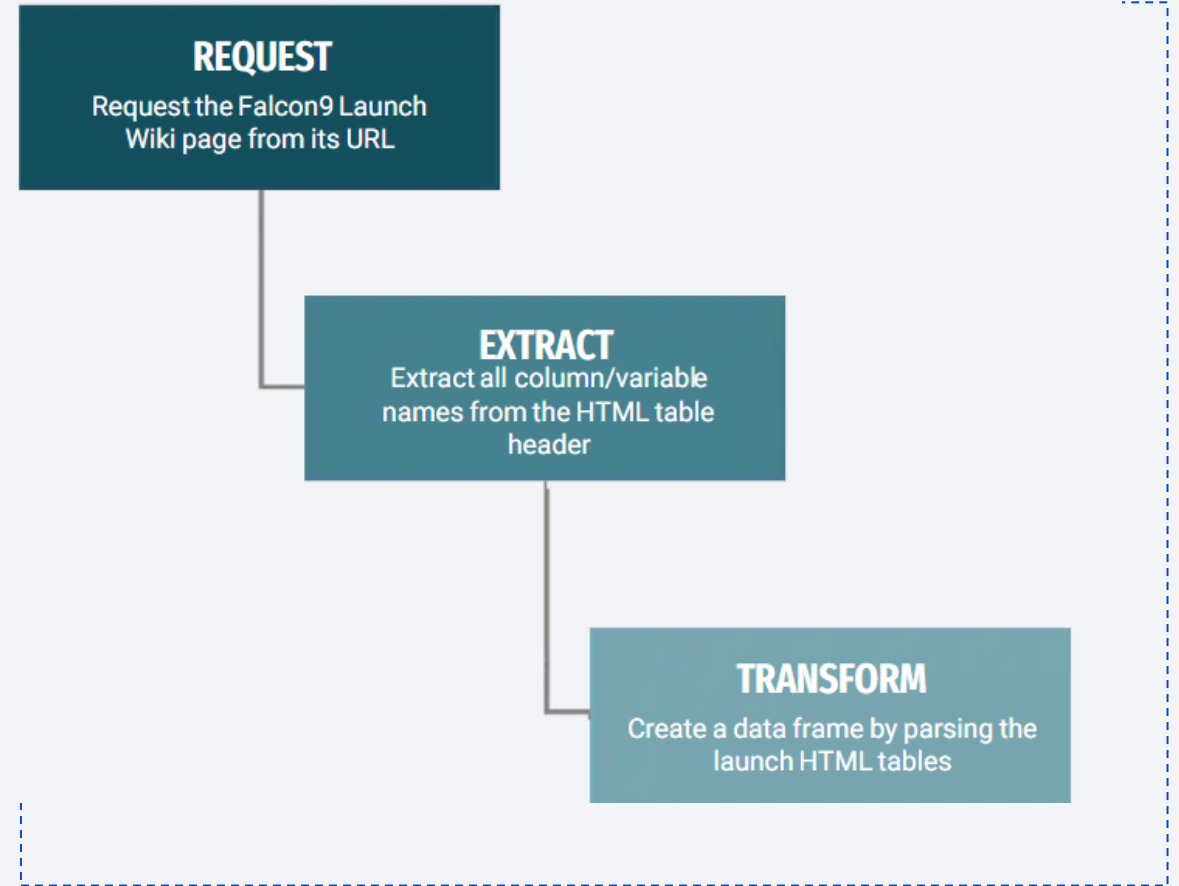 REQUEST
Request the Falcon9 Launch
Wiki page from its URL
EXTRACT
Extract all column/variable
names from the HTML table
header
TRANSFORM
Create a data frame by parsing the
launch HTML tables